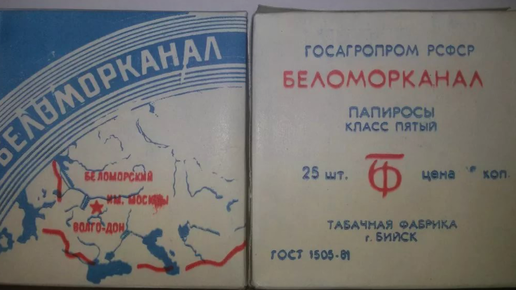 БЕЛОМОРКАНАЛ
БЕЛОМОРСКИЙ
ИМ. МОСКВЫ
ВОЛГО-ДОН
ГОСАГРОПРОМ РСФСР
БЕЛОМОРКАНАЛ
ПАПИРОСЫ
КЛАСС ПЯТЫЙ
25 шт. цена коп.
ТАБАЧНАЯ ФАБРИКА
г. БИЙСК
ГОСТ 1505-81